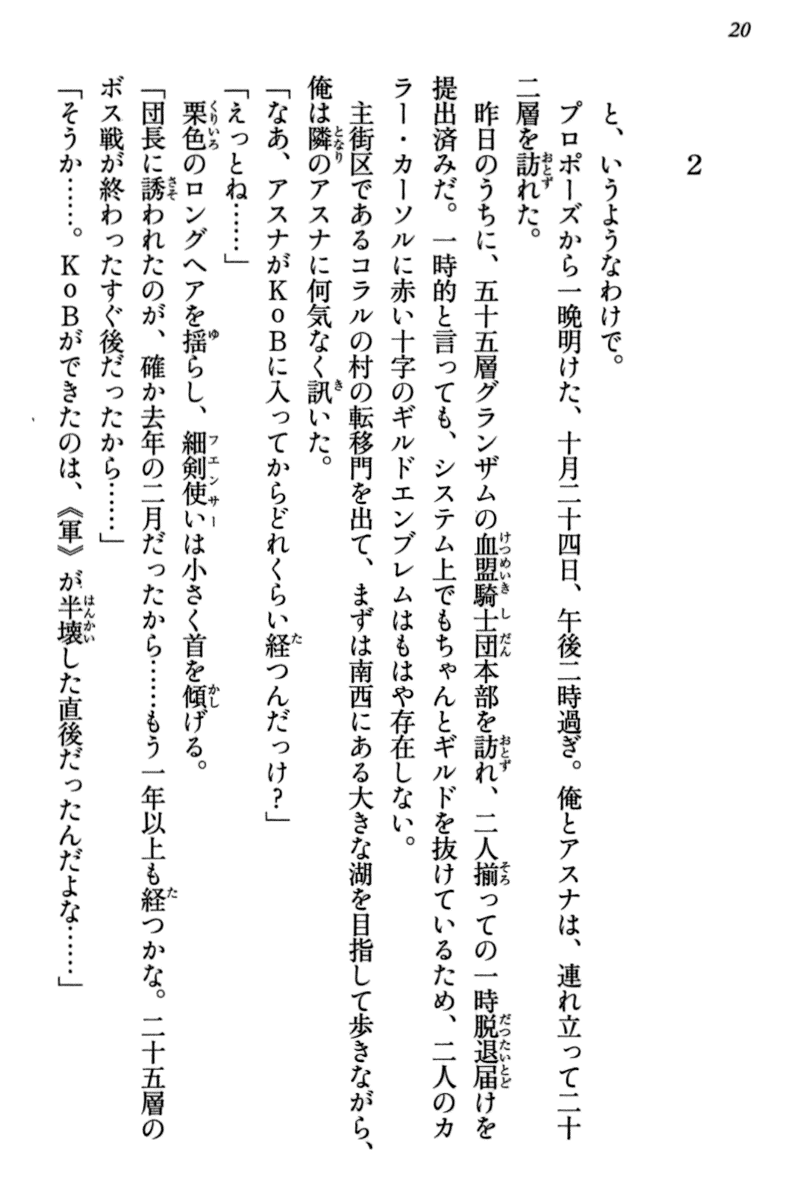 20
2
と、いうようなわけで。
プロポーズから一晩明けた、十月二十四日、午後二時過ぎ。俺とアスナは、連れ立って二十
二層を訪れた。
昨日のうちに、五十五層グランザムの血盟騎士団本部を訪れ、二人揃っての一時脱退届けを
提出済みだ。一時的と言っても、システム上でもちゃんとギルドを抜けているため、二人のカ
ラー・カーソルに赤い十字のギルドエンブレムはもはや存在しない。
主街区であるコラルの村の転移門を出て、まずは南西にある大きな湖を目指して歩きながら、
俺は隣のアスナに何気なく訊いた。
「なあ、アスナがKoBに入ってからどれくらい経つんだっけ？」
「えっとね……」
栗色のロングヘアを揺らし、細剣使いは小さく首を傾げる。
「団長に誘われたのが、確か去年の二月だったから……もう一年以上も経つかな。二十五層の
ボス戦が終わったすぐ後だったから……」
「そうか……。KoBができたのは、《軍》が半壊した直後だったんだよな……」